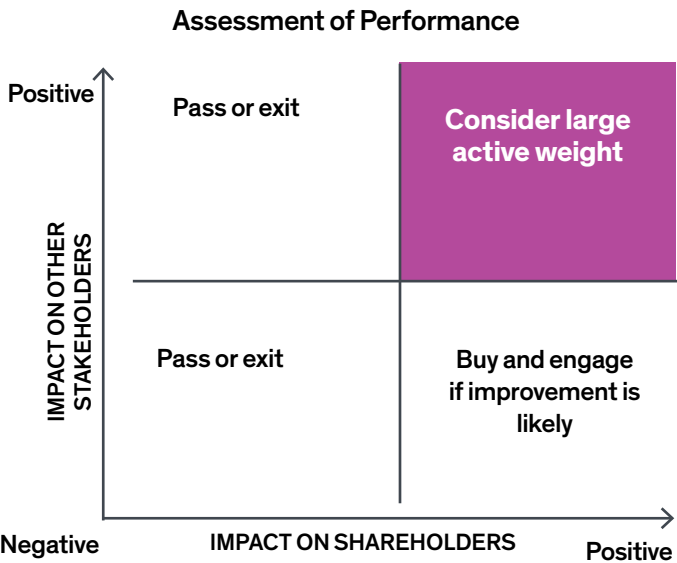 Assessment of Performance
Positive
Pass or exit
Consider large
active weight
IMPACT ON OTHER
STAKEHOLDERS
Pass or exit
Buy and engage
if improvement is
likely
Negative
IMPACT ON SHAREHOLDERS
Positive